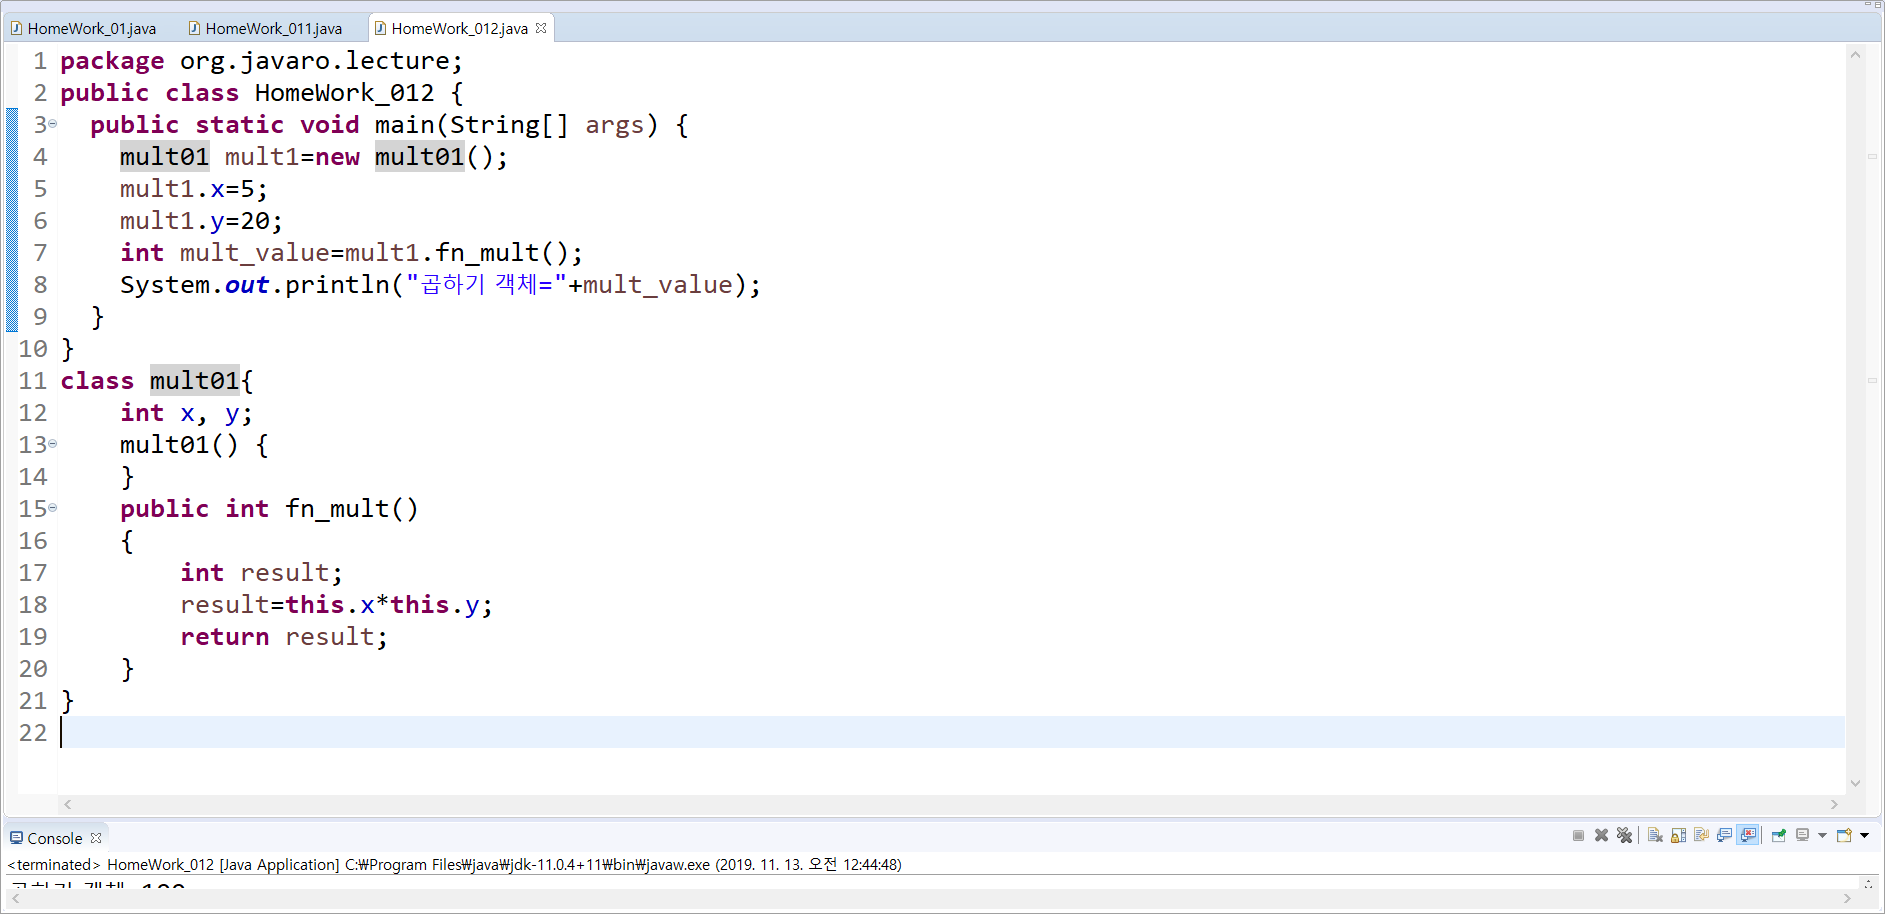 HomeWork_01.java HomeWork_011.java HomeWork_012.java
1 package org.javaro.lecture;
2 public class HomeWork_012 {
3 public static void main(String[] args) {
4 mult01 mult1=new mult01();
5 mult1.x=5;
6 mult1.y=20;
7 int mult_value=mult1.fn_mult();
8 System.out.println("곱하기 객체="+mult_value);
9 }
10 }
11 class mult01{
12 int x, y;
13 mult01() {
14 }
15 public int fn_mult()
16 {
17 int result;
18 result=this.x*this.y;
19 return result;
20 }
21 }
22
Console
<terminated> HomeWork_012 [Java Application] C:₩Program Files₩java₩jdk-11.0.4+11₩bin₩javaw.exe (2019. 11. 13. 오전 12:44:48)